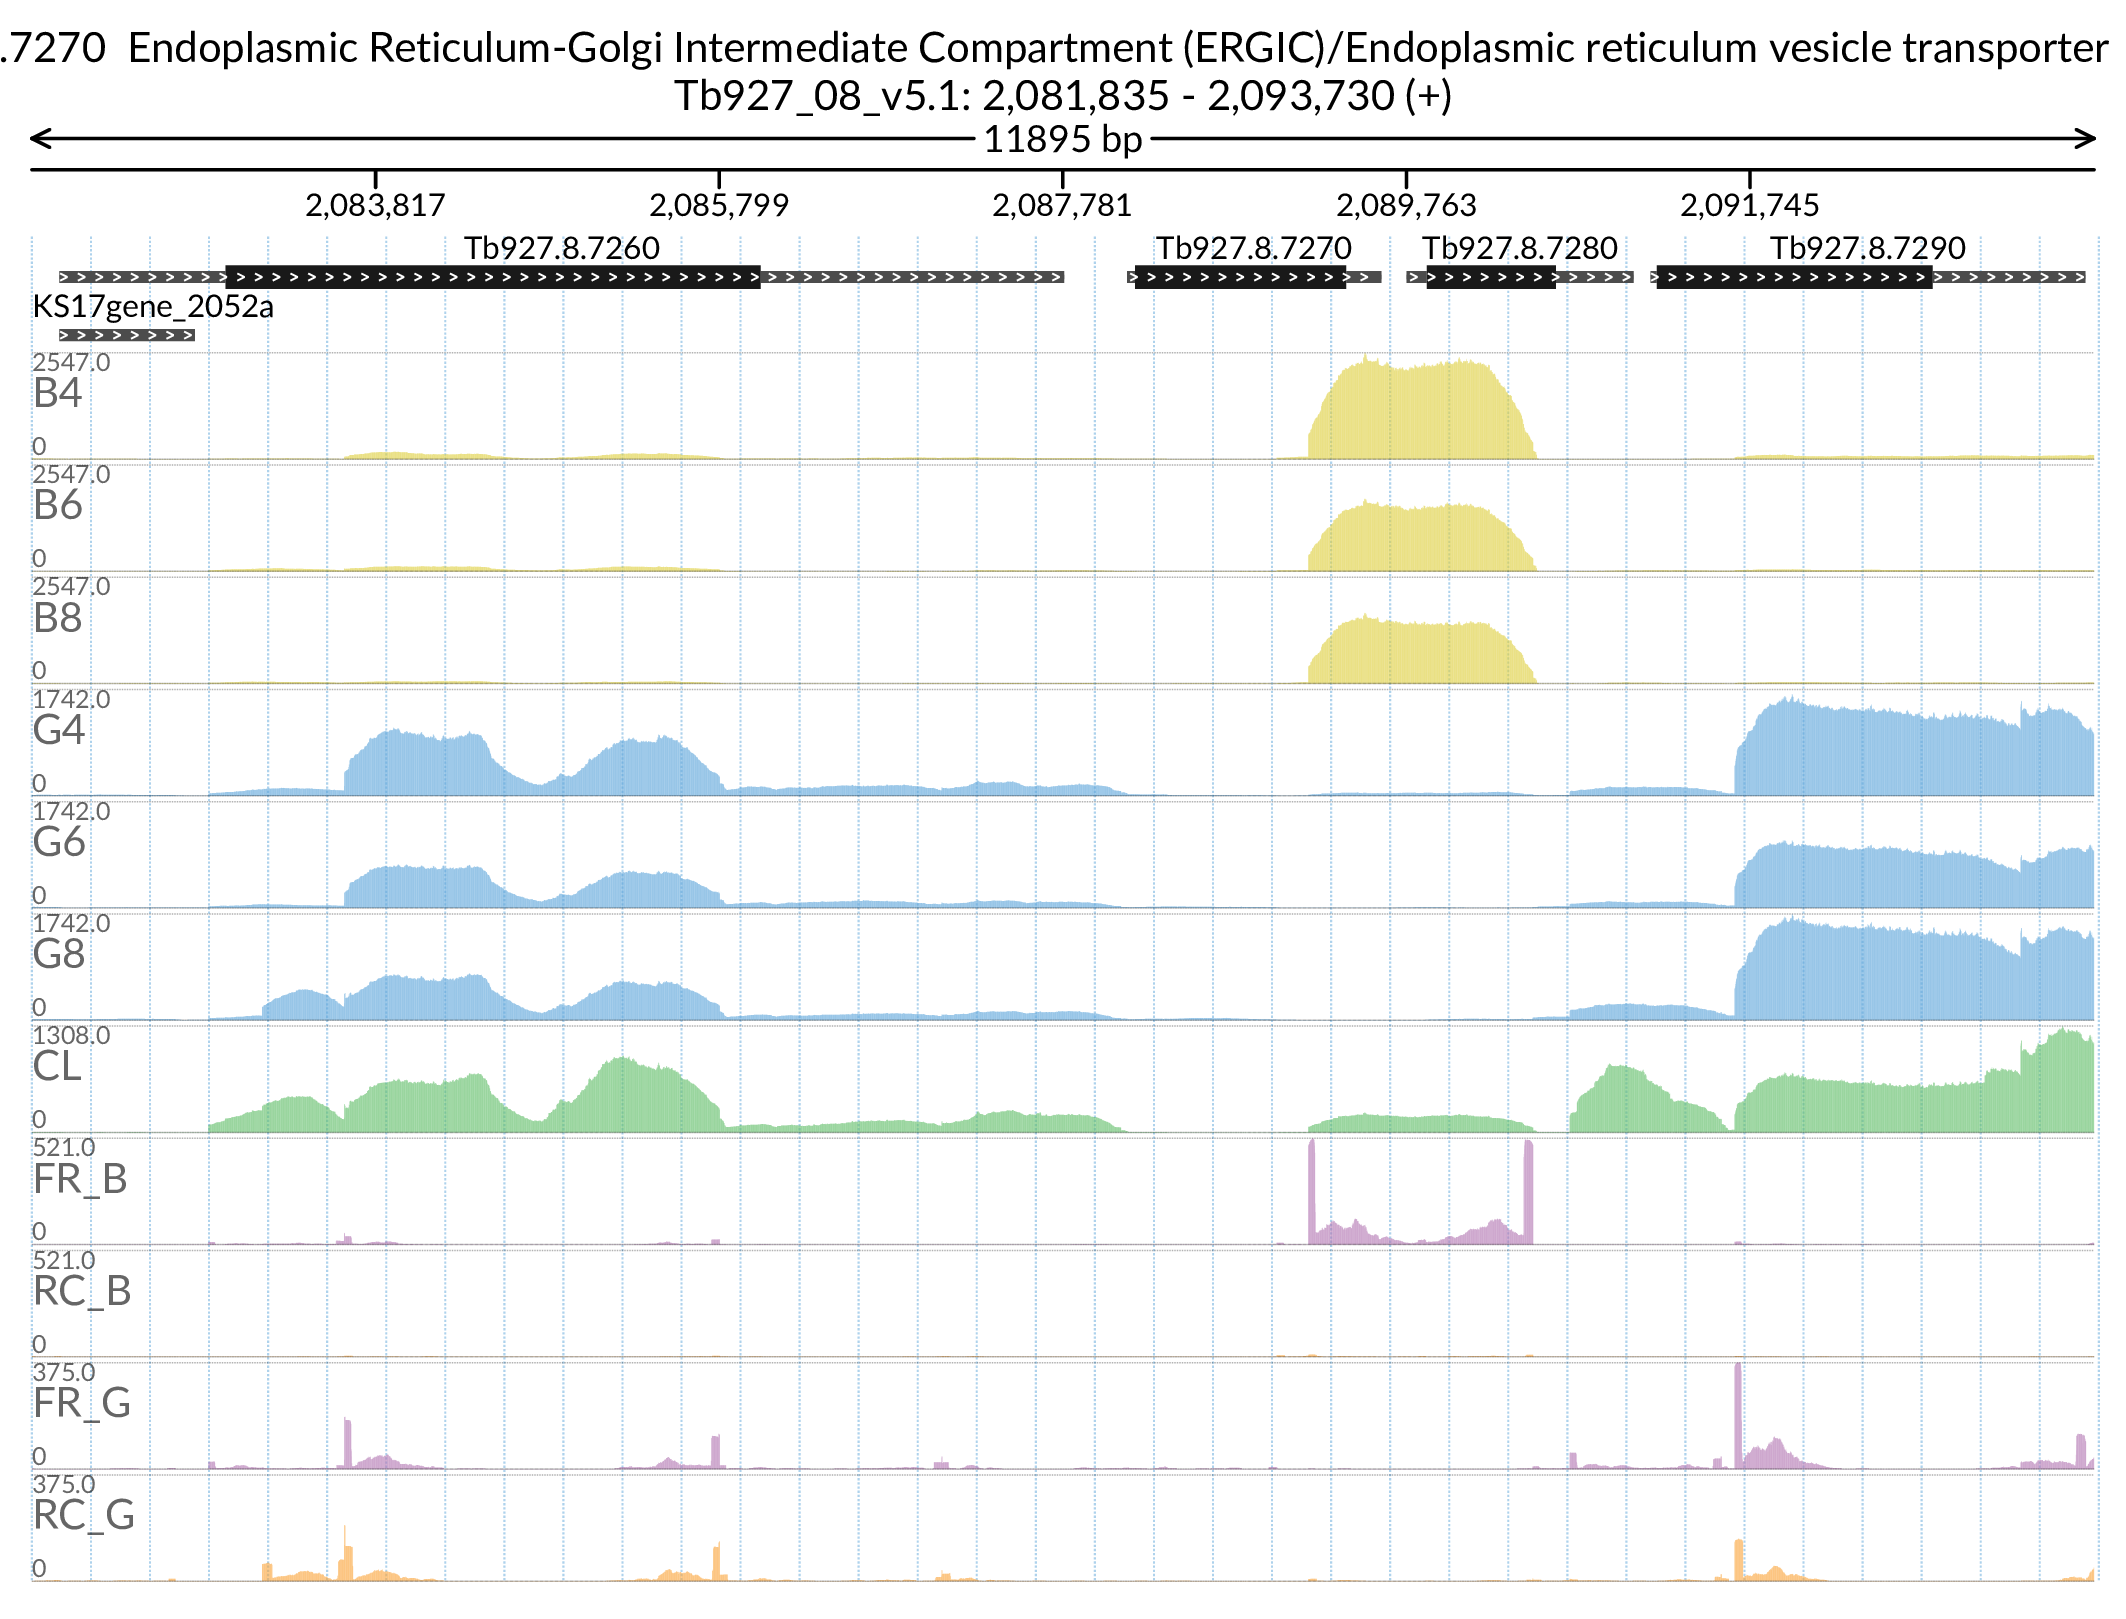 .7270 Endoplasmic Reticulum-Golgi Intermediate Compartment (ERGIC)/Endoplasmic reticulum vesicle transporter
Tb927_08_v5.1: 2,081,835 - 2,093,730 (+)
11895 bp
2,083,817 2,085,799 2,087,781 2,089,763 2,091,745
Tb927.8.7260 Tb927.8.7270 Tb927.8.7280 Tb927.8.7290
KS17gene_2052a
2547.0
B4
0
2547.0
B6
0
2547.0
B8
0
1742.0
G4
0
1742.0
G6
0
1742.0
G8
0
1308.0
CL
0
521.0
FR_B
0
521.0
RC_B
0
375.0
FR_G
0
375.0
RC_G
0